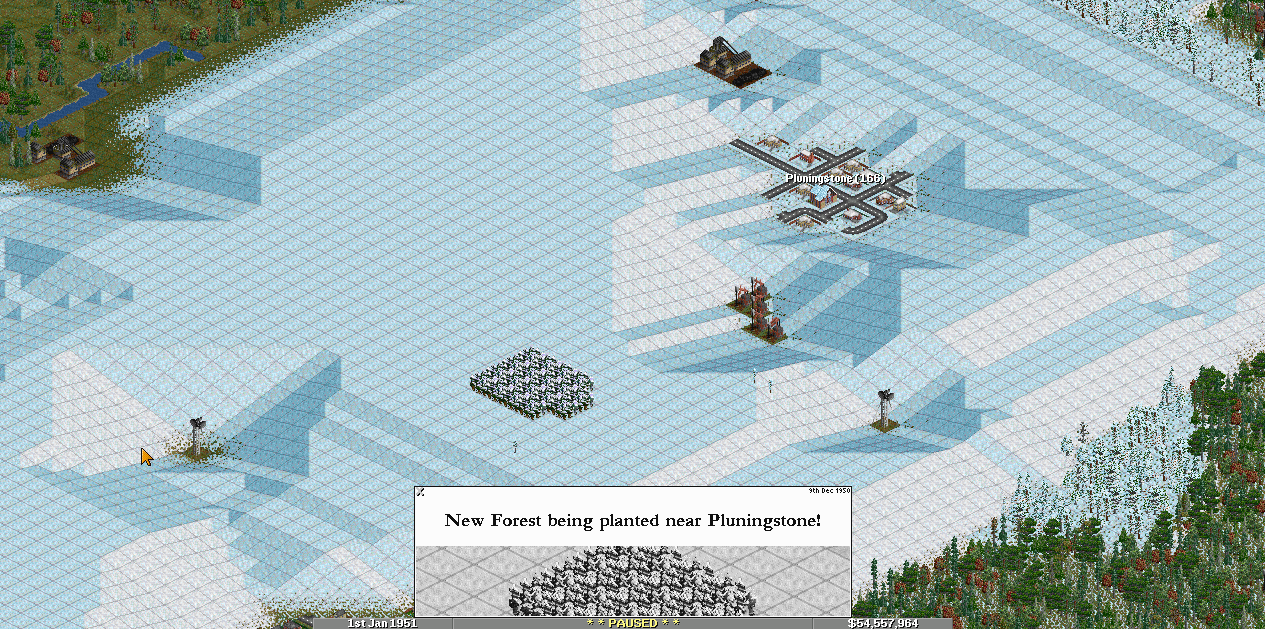 Pluningstone (166)
9th Dec 1950
New Forest being planted near Pluningstone!
1st Jan 1951
* * PAUSED * *
$54,557,964